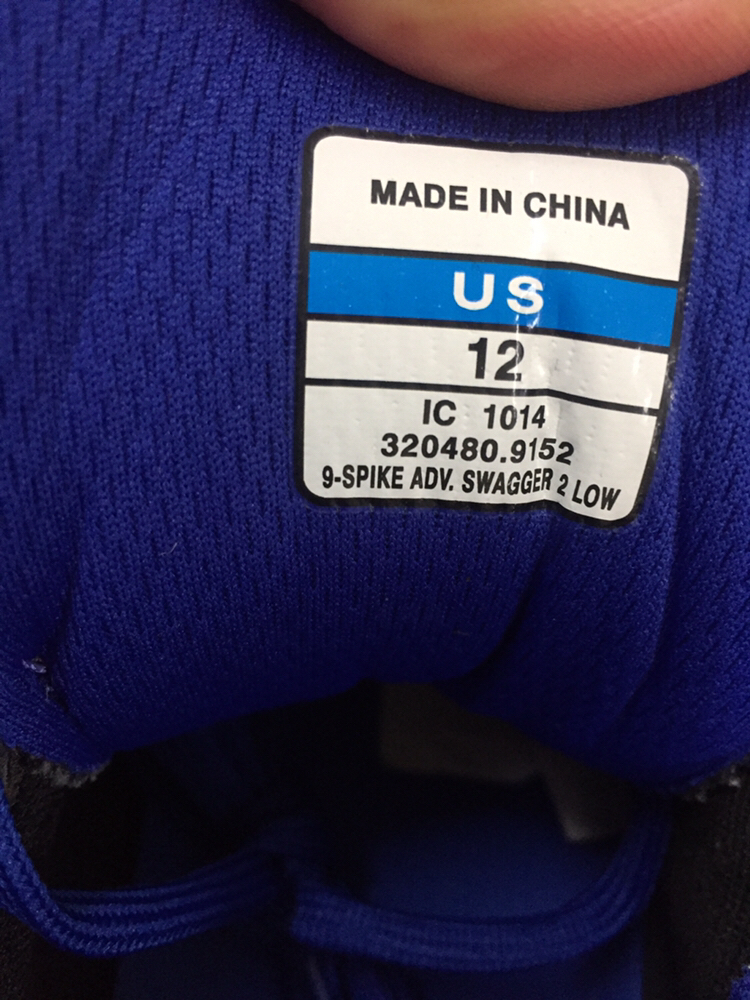 MADE IN CHINA
US
12
IC 1014
320480.9152
9-SPIKE ADV. SWAGGER 2 LOW